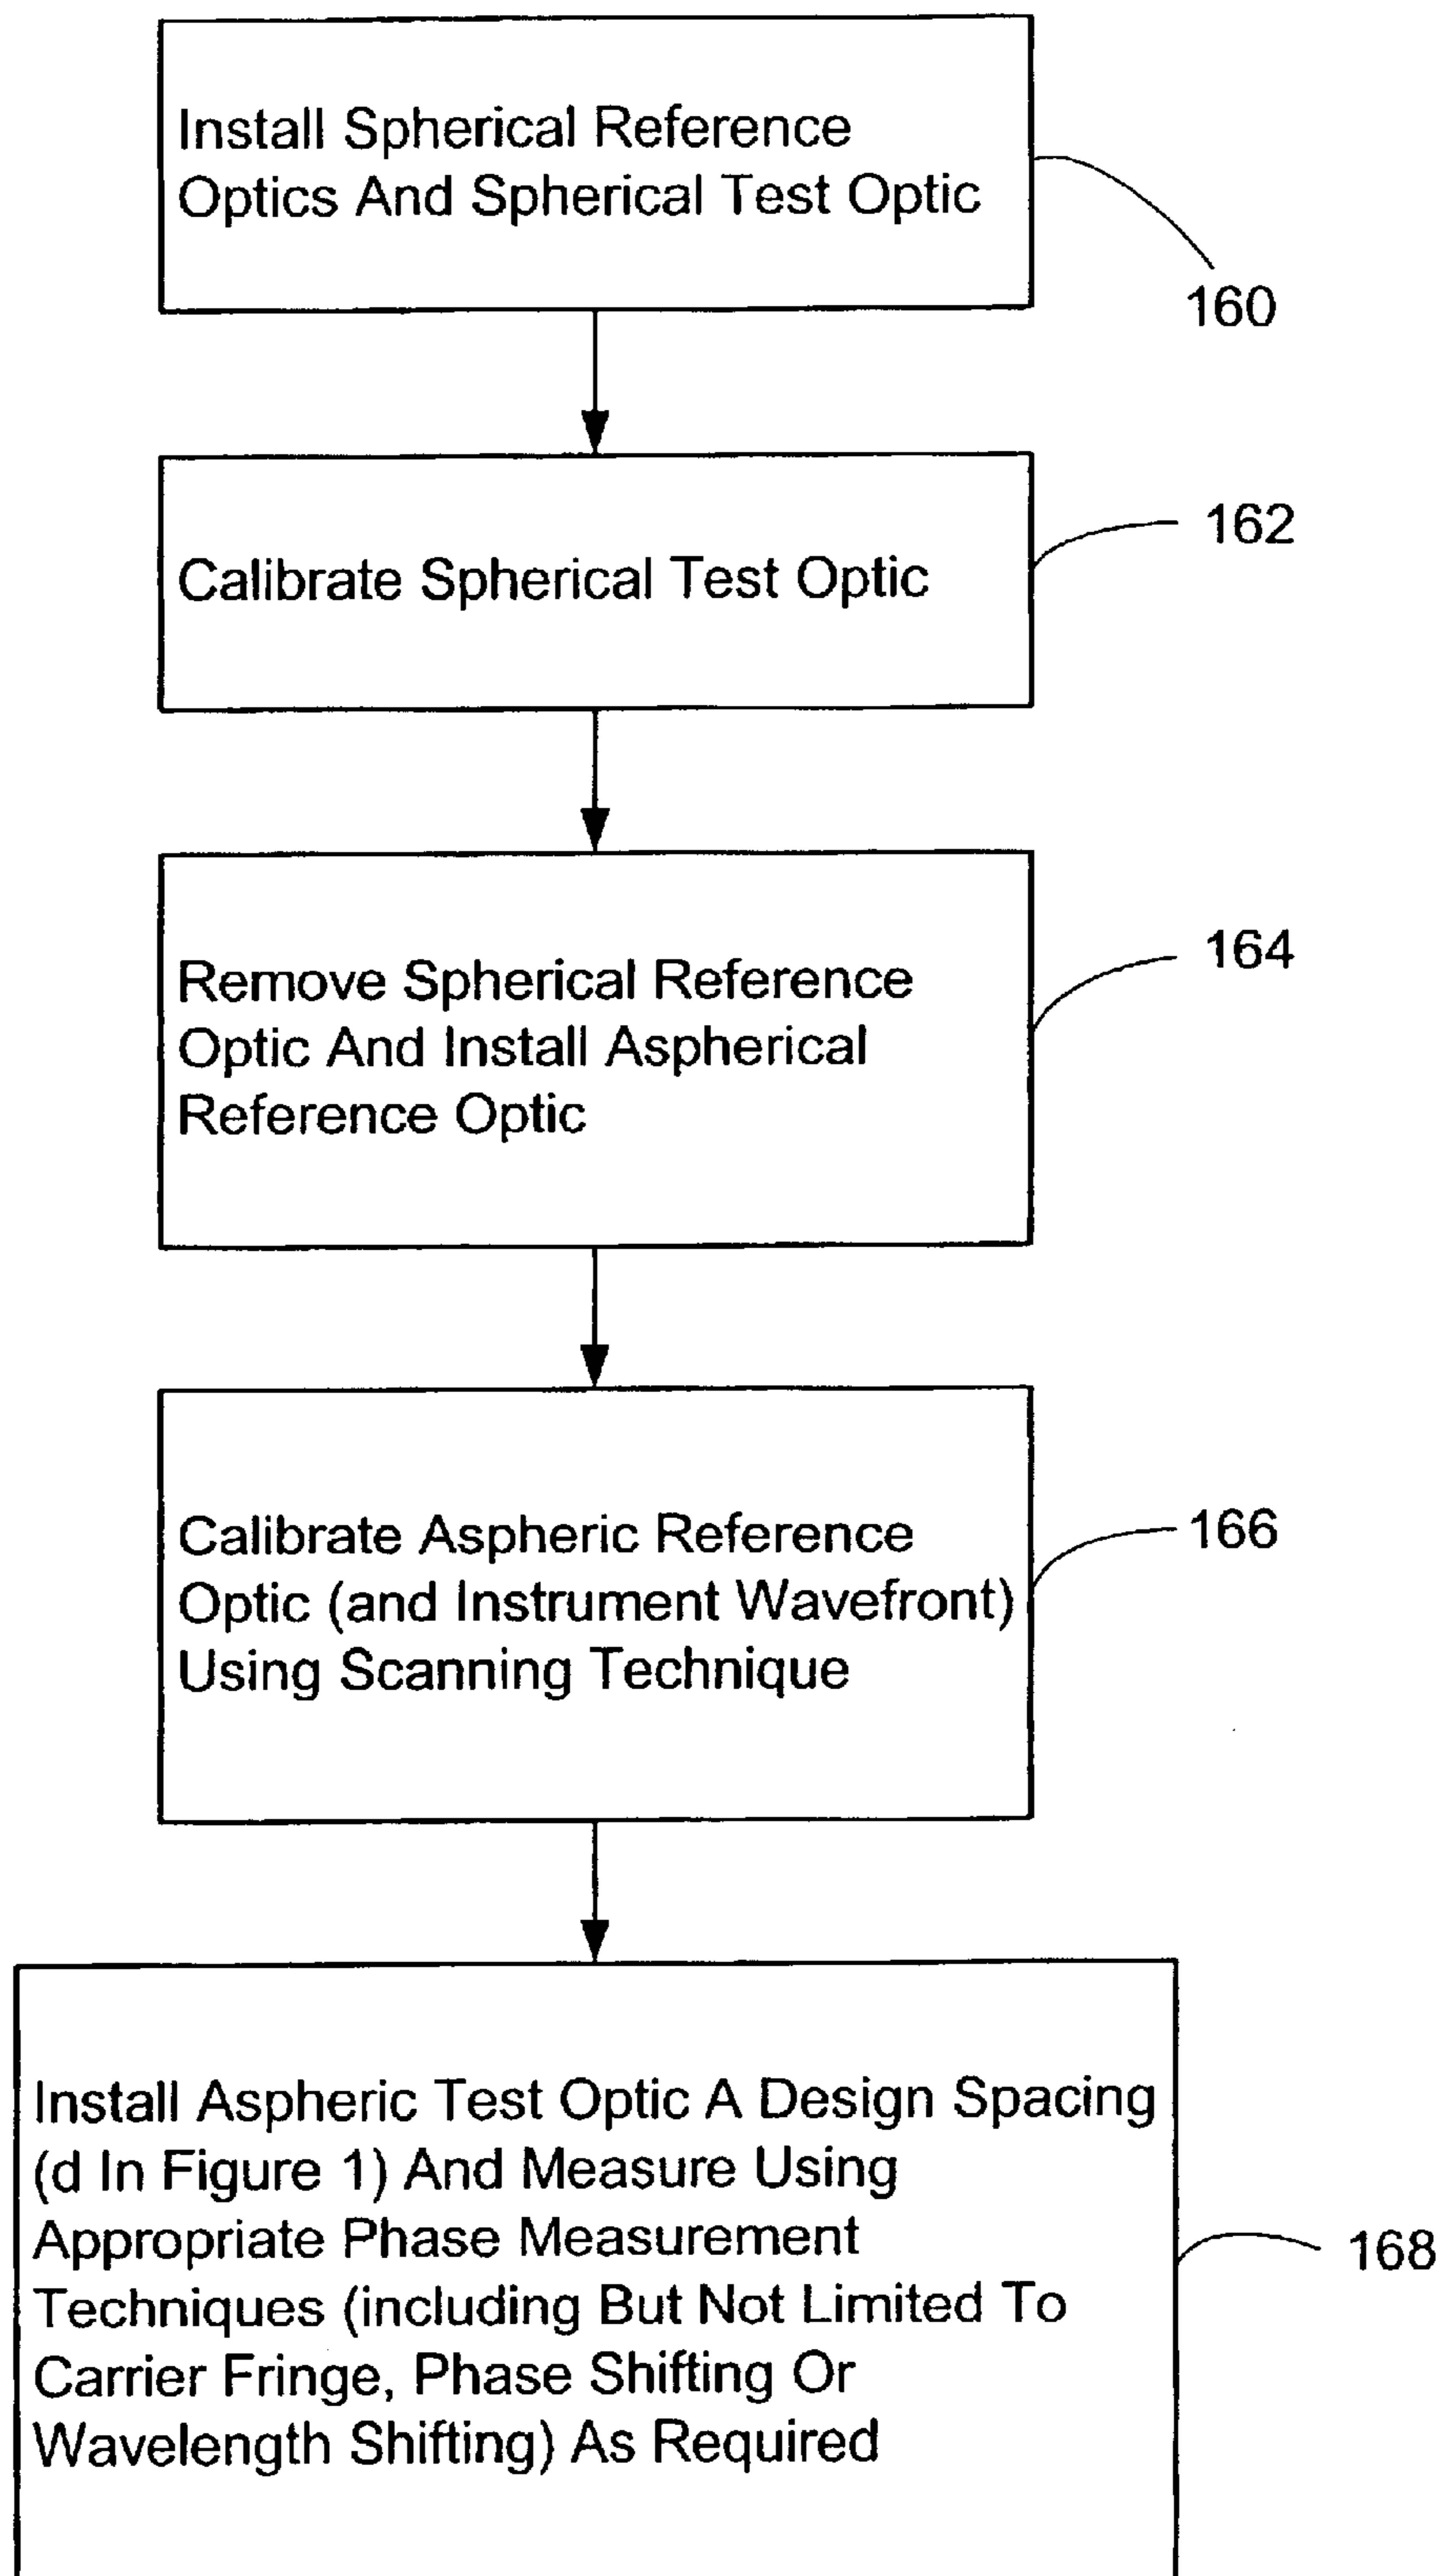 Install Spherical Reference
Optics And Spherical Test Optic
160
Calibrate Spherical Test Optic
162
Remove Spherical Reference
Optic And Install Aspherical
Reference Optic
164
Calibrate Aspheric Reference
Optic (and Instrument Wavefront)
Using Scanning Technique
166
Install Aspheric Test Optic A Design Spacing
(d In Figure 1) And Measure Using
Appropriate Phase Measurement
Techniques (including But Not Limited To
Carrier Fringe, Phase Shifting Or
Wavelength Shifting) As Required
168